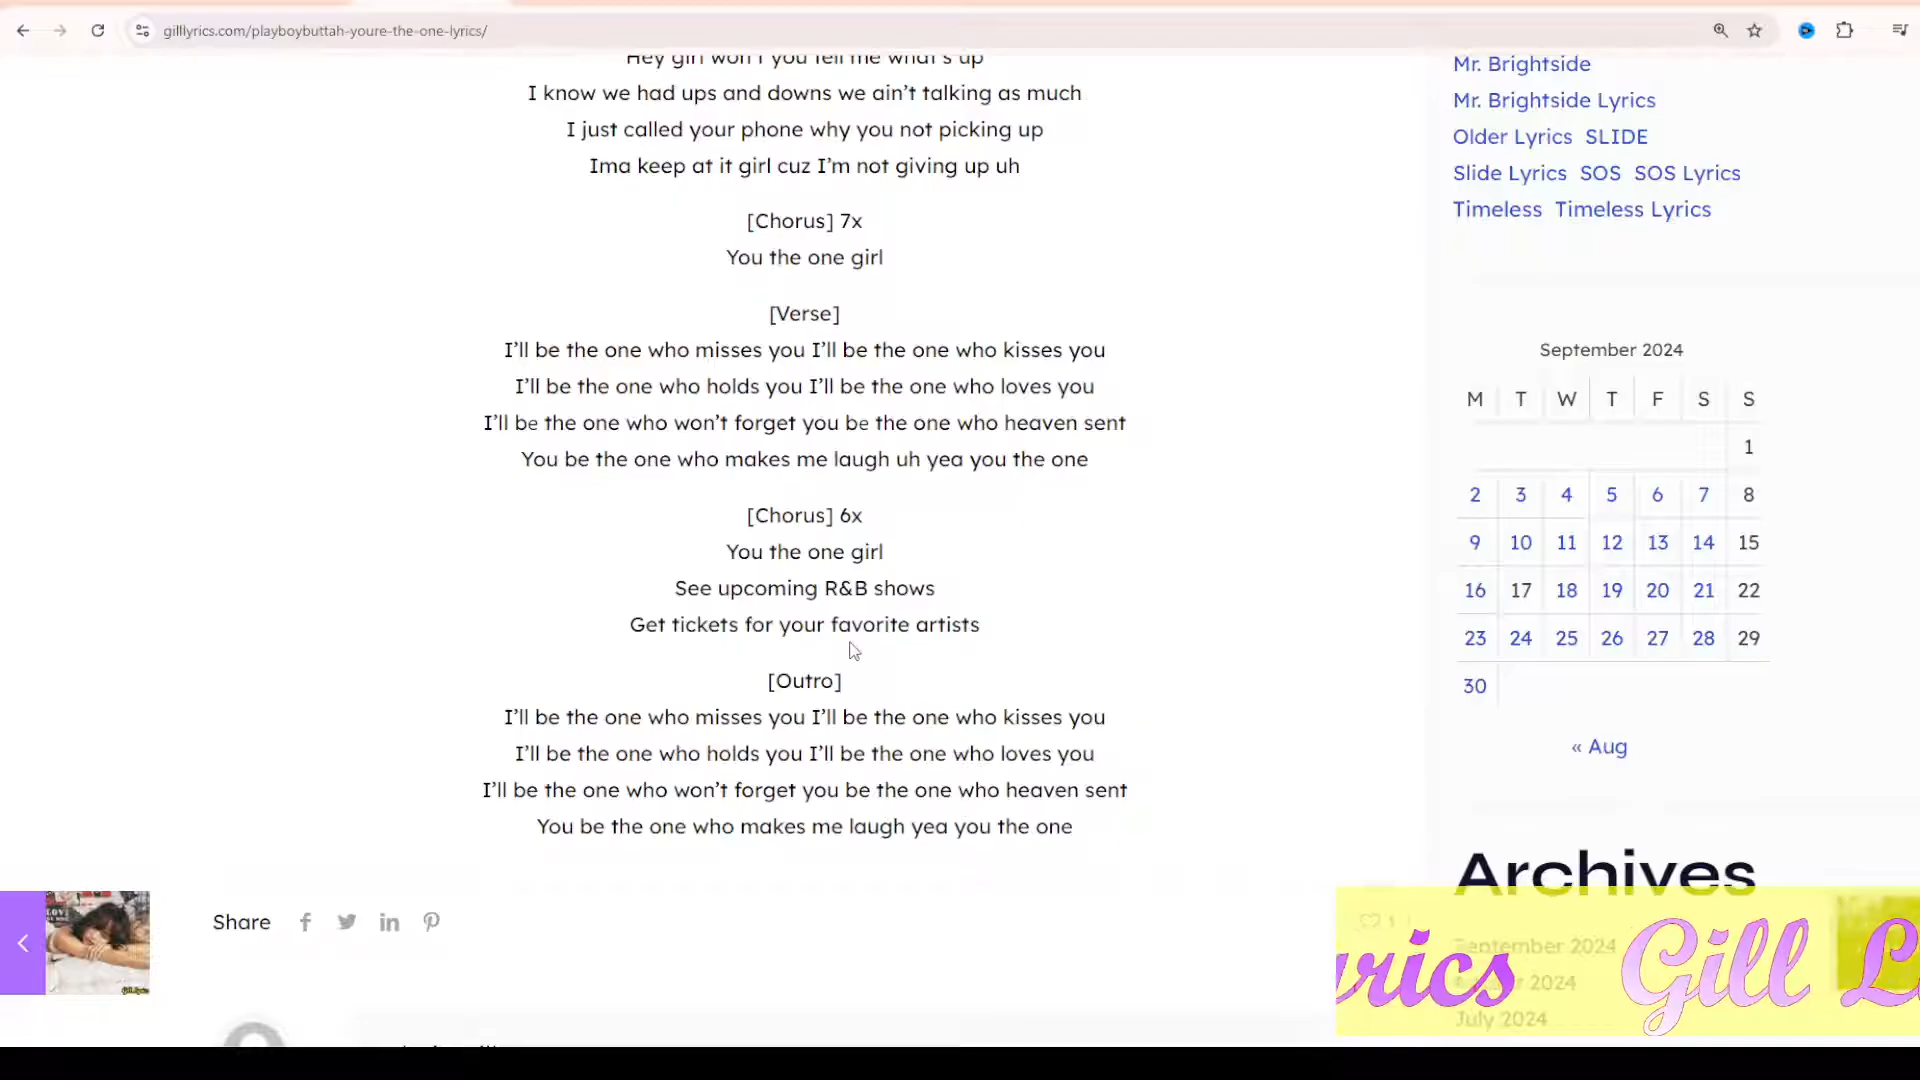 gilllyrics.com/playboybuttah-youre-the-one-lyrics/
Hey girl won't you tell me what's up
I know we had ups and downs we ain't talking as much
I just called your phone why you not picking up
Ima keep at it girl cuz I'm not giving up uh
[Chorus] 7x
You the one girl
[Verse]
I'll be the one who misses you I'll be the one who kisses you
I'll be the one who holds you I'll be the one who loves you
I'll be the one who won't forget you be the one who heaven sent
You be the one who makes me laugh uh yea you the one
[Chorus] 6x
You the one girl
See upcoming R&B shows
Get tickets for your favorite artists
[Outro]
I'll be the one who misses you I'll be the one who kisses you
I'll be the one who holds you I'll be the one who loves you
I'll be the one who won't forget you be the one who heaven sent
You be the one who makes me laugh yea you the one
Share
Mr. Brightside
Mr. Brightside Lyrics
Older Lyrics SLIDE
Slide Lyrics SOS SOS Lyrics
Timeless Timeless Lyrics
September 2024
M T W T F S S
1
2 3 4 5 6 7 8
9 10 11 12 13 14 15
16 17 18 19 20 21 22
23 24 25 26 27 28 29
30
« Aug
Archives
September 2024
2024
July 2024
Gill